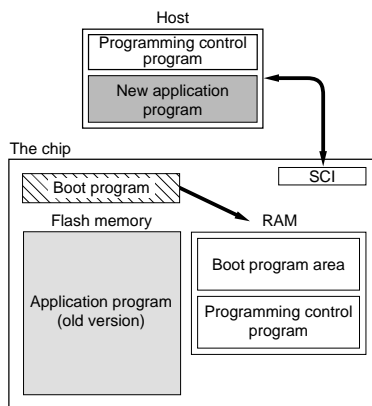 Host
Programming control
program
New application
program
The chip
SCI
Boot program
Flash memory
RAM
Application program
(old version)
Boot program area
Programming control
program